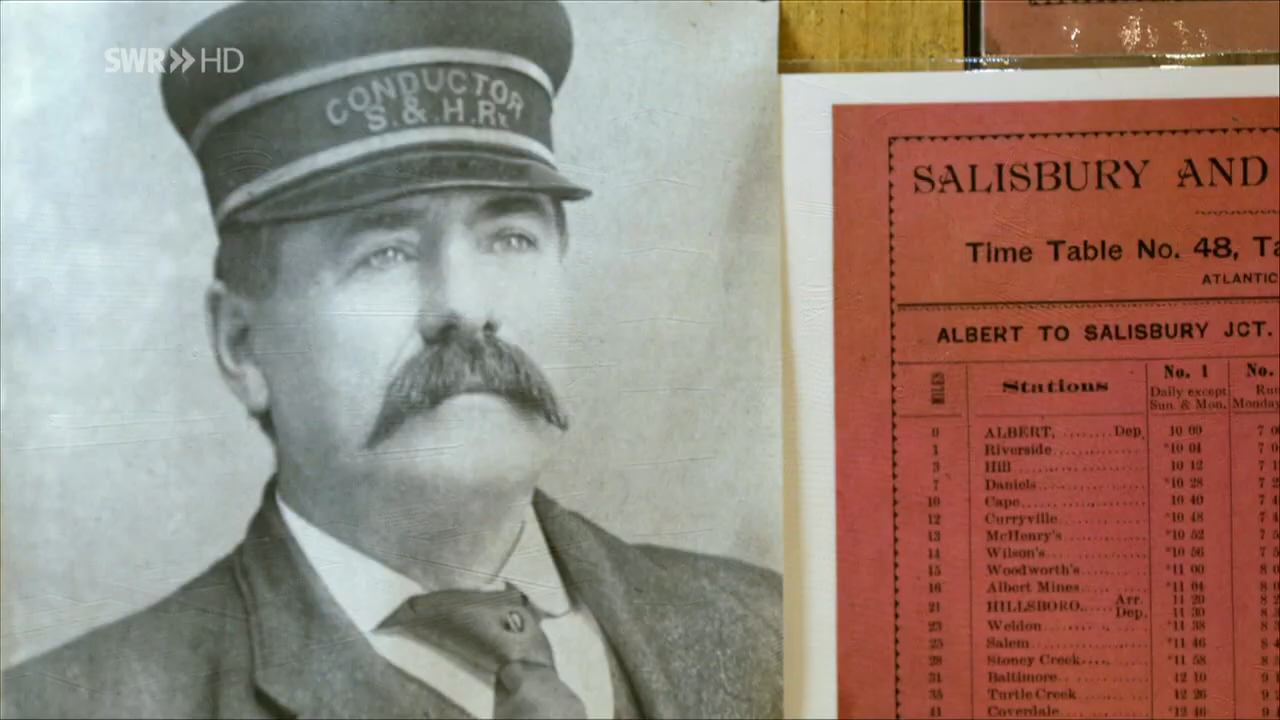 SWR>>HD
CONDUCTOR
S. & H. Ry
SALISBURY AND
Time Table No. 48,
ATLANTIC
ALBERT TO SALISBURY JCT.
MILES Stations No. 1 No.
Daily except
Sun. & Mon. Monday
0 ALBERT, ........ Dep. 10 00
1 Riverside *10 01
3 Hill 10 12
7 Daniels *10 28
10 Cape 10 40
12 Curryville *10 48
13 McHenry's *10 52
14 Wilson's *10 56
15 Woodworth's *11 00
16 Albert Mines *11 04
21 HILLSBORO. Arr. 11 20
Dep. 11 30
23 Weldon *11 38
25 Salem *11 46
28 Stoney Creek *11 58
31 Baltimore 12 10
35 Turtle Creek 12 26
41 Coverdale *12 46